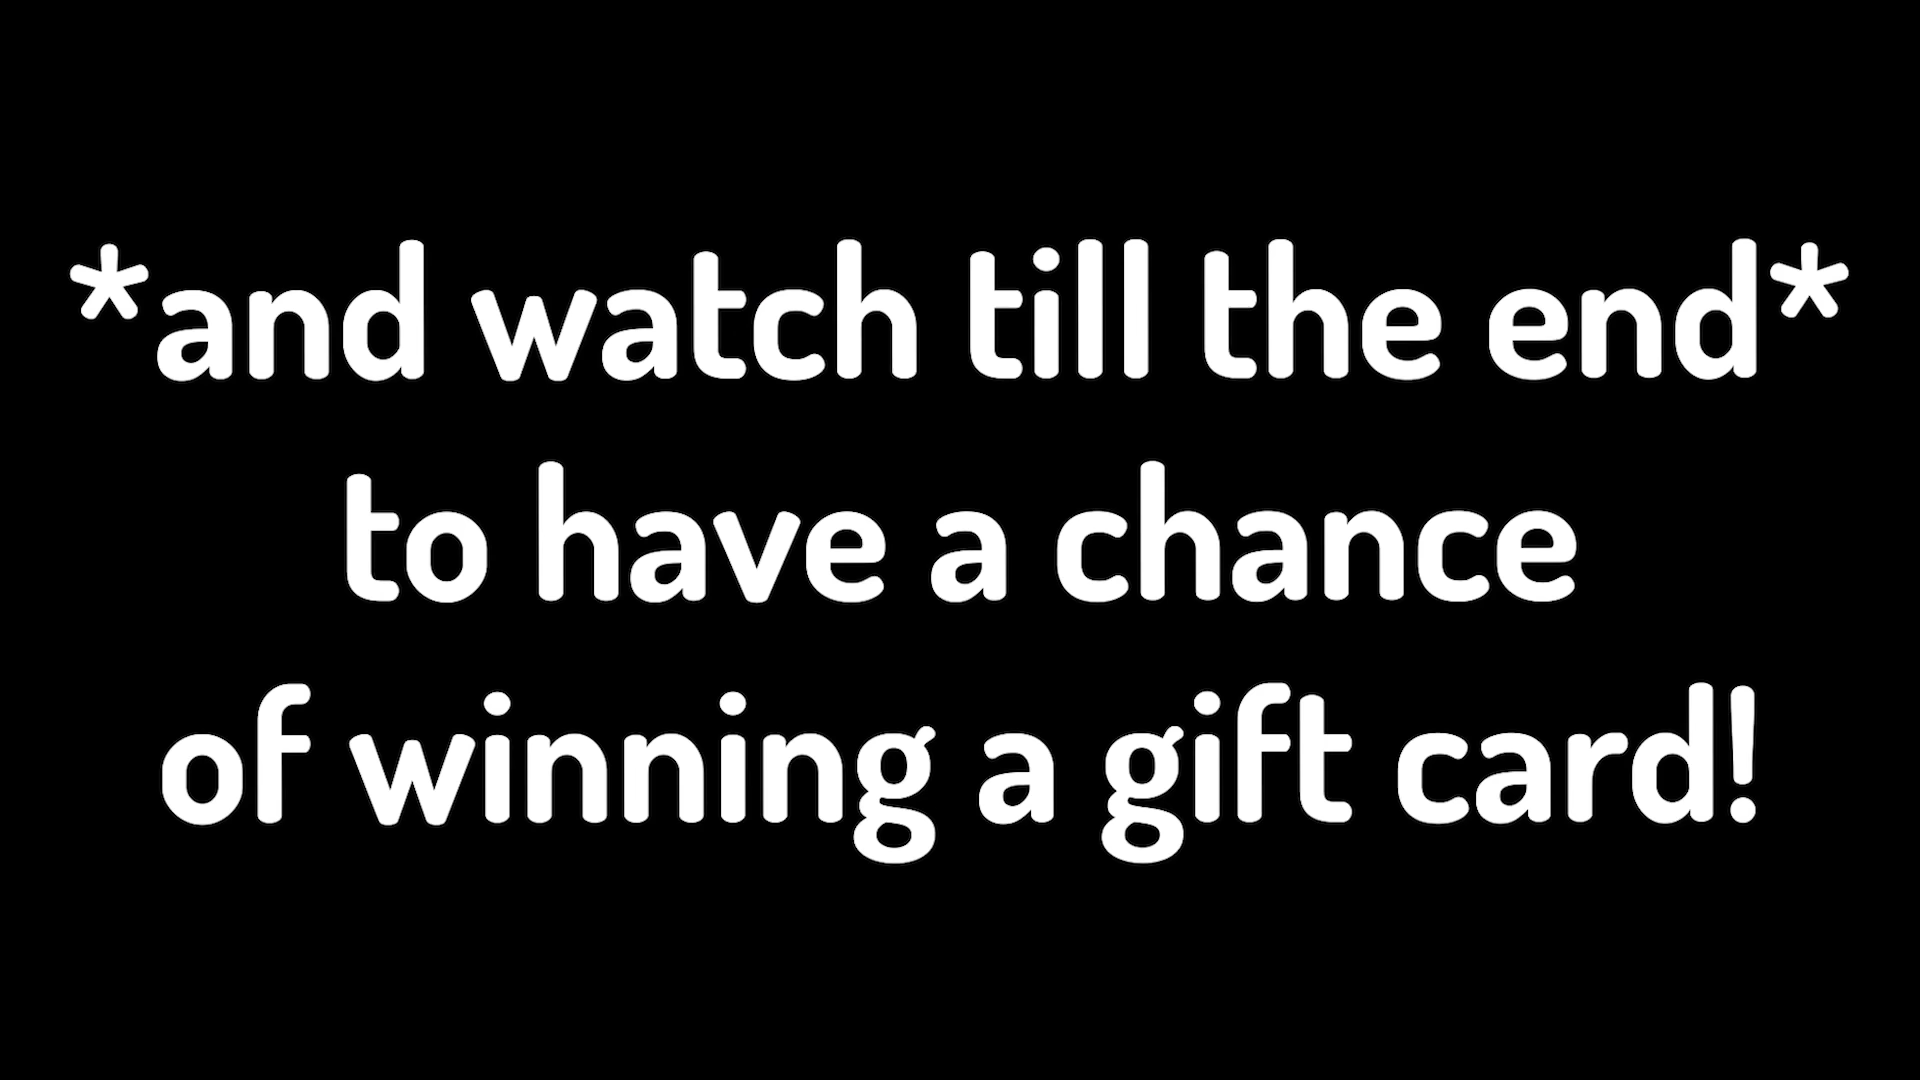 *and watch till the end*
to have a chance
of winning a gift card!